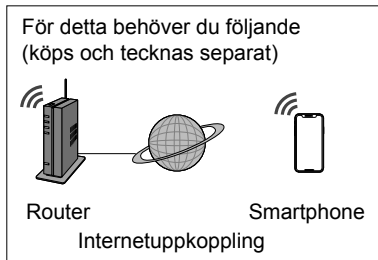 För detta behöver du följande
(köps och tecknas separat)
Router
Smartphone
Internetuppkoppling